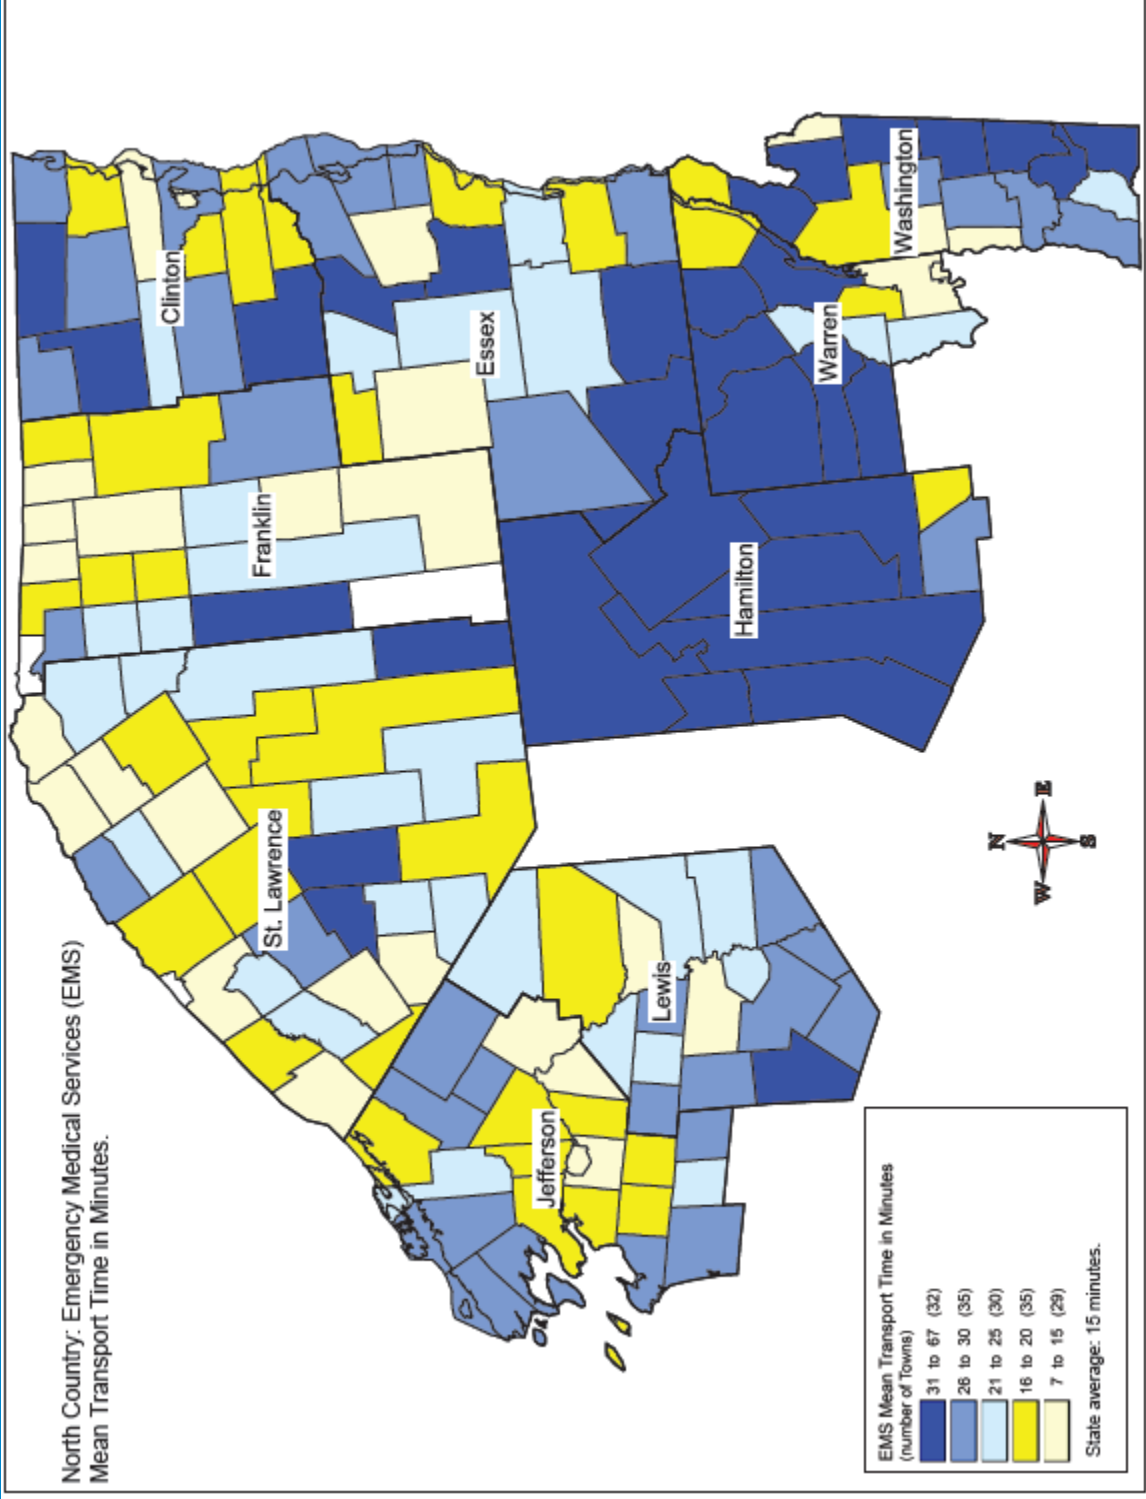 North Country: Emergency Medical Services (EMS)
Mean Transport Time in Minutes.
Clinton
Franklin
St. Lawrence
Essex
Jefferson
Lewis
Hamilton
Warren
Washington
N
W
E
S
EMS Mean Transport Time in Minutes
(number of Towns)
31 to 67 (32)
26 to 30 (35)
21 to 25 (30)
16 to 20 (35)
7 to 15 (29)
State average: 15 minutes.